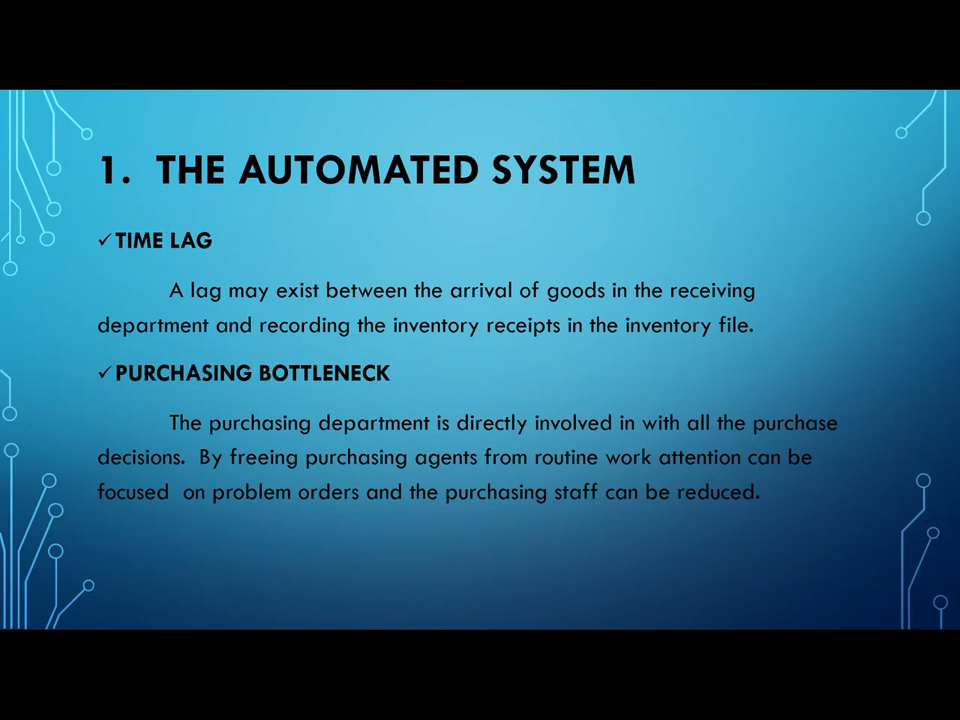 1. THE AUTOMATED SYSTEM
✓TIME LAG
A lag may exist between the arrival of goods in the receiving
department and recording the inventory receipts in the inventory file.
✓PURCHASING BOTTLENECK
The purchasing department is directly involved in with all the purchase
decisions. By freeing purchasing agents from routine work attention can be
focused on problem orders and the purchasing staff can be reduced.